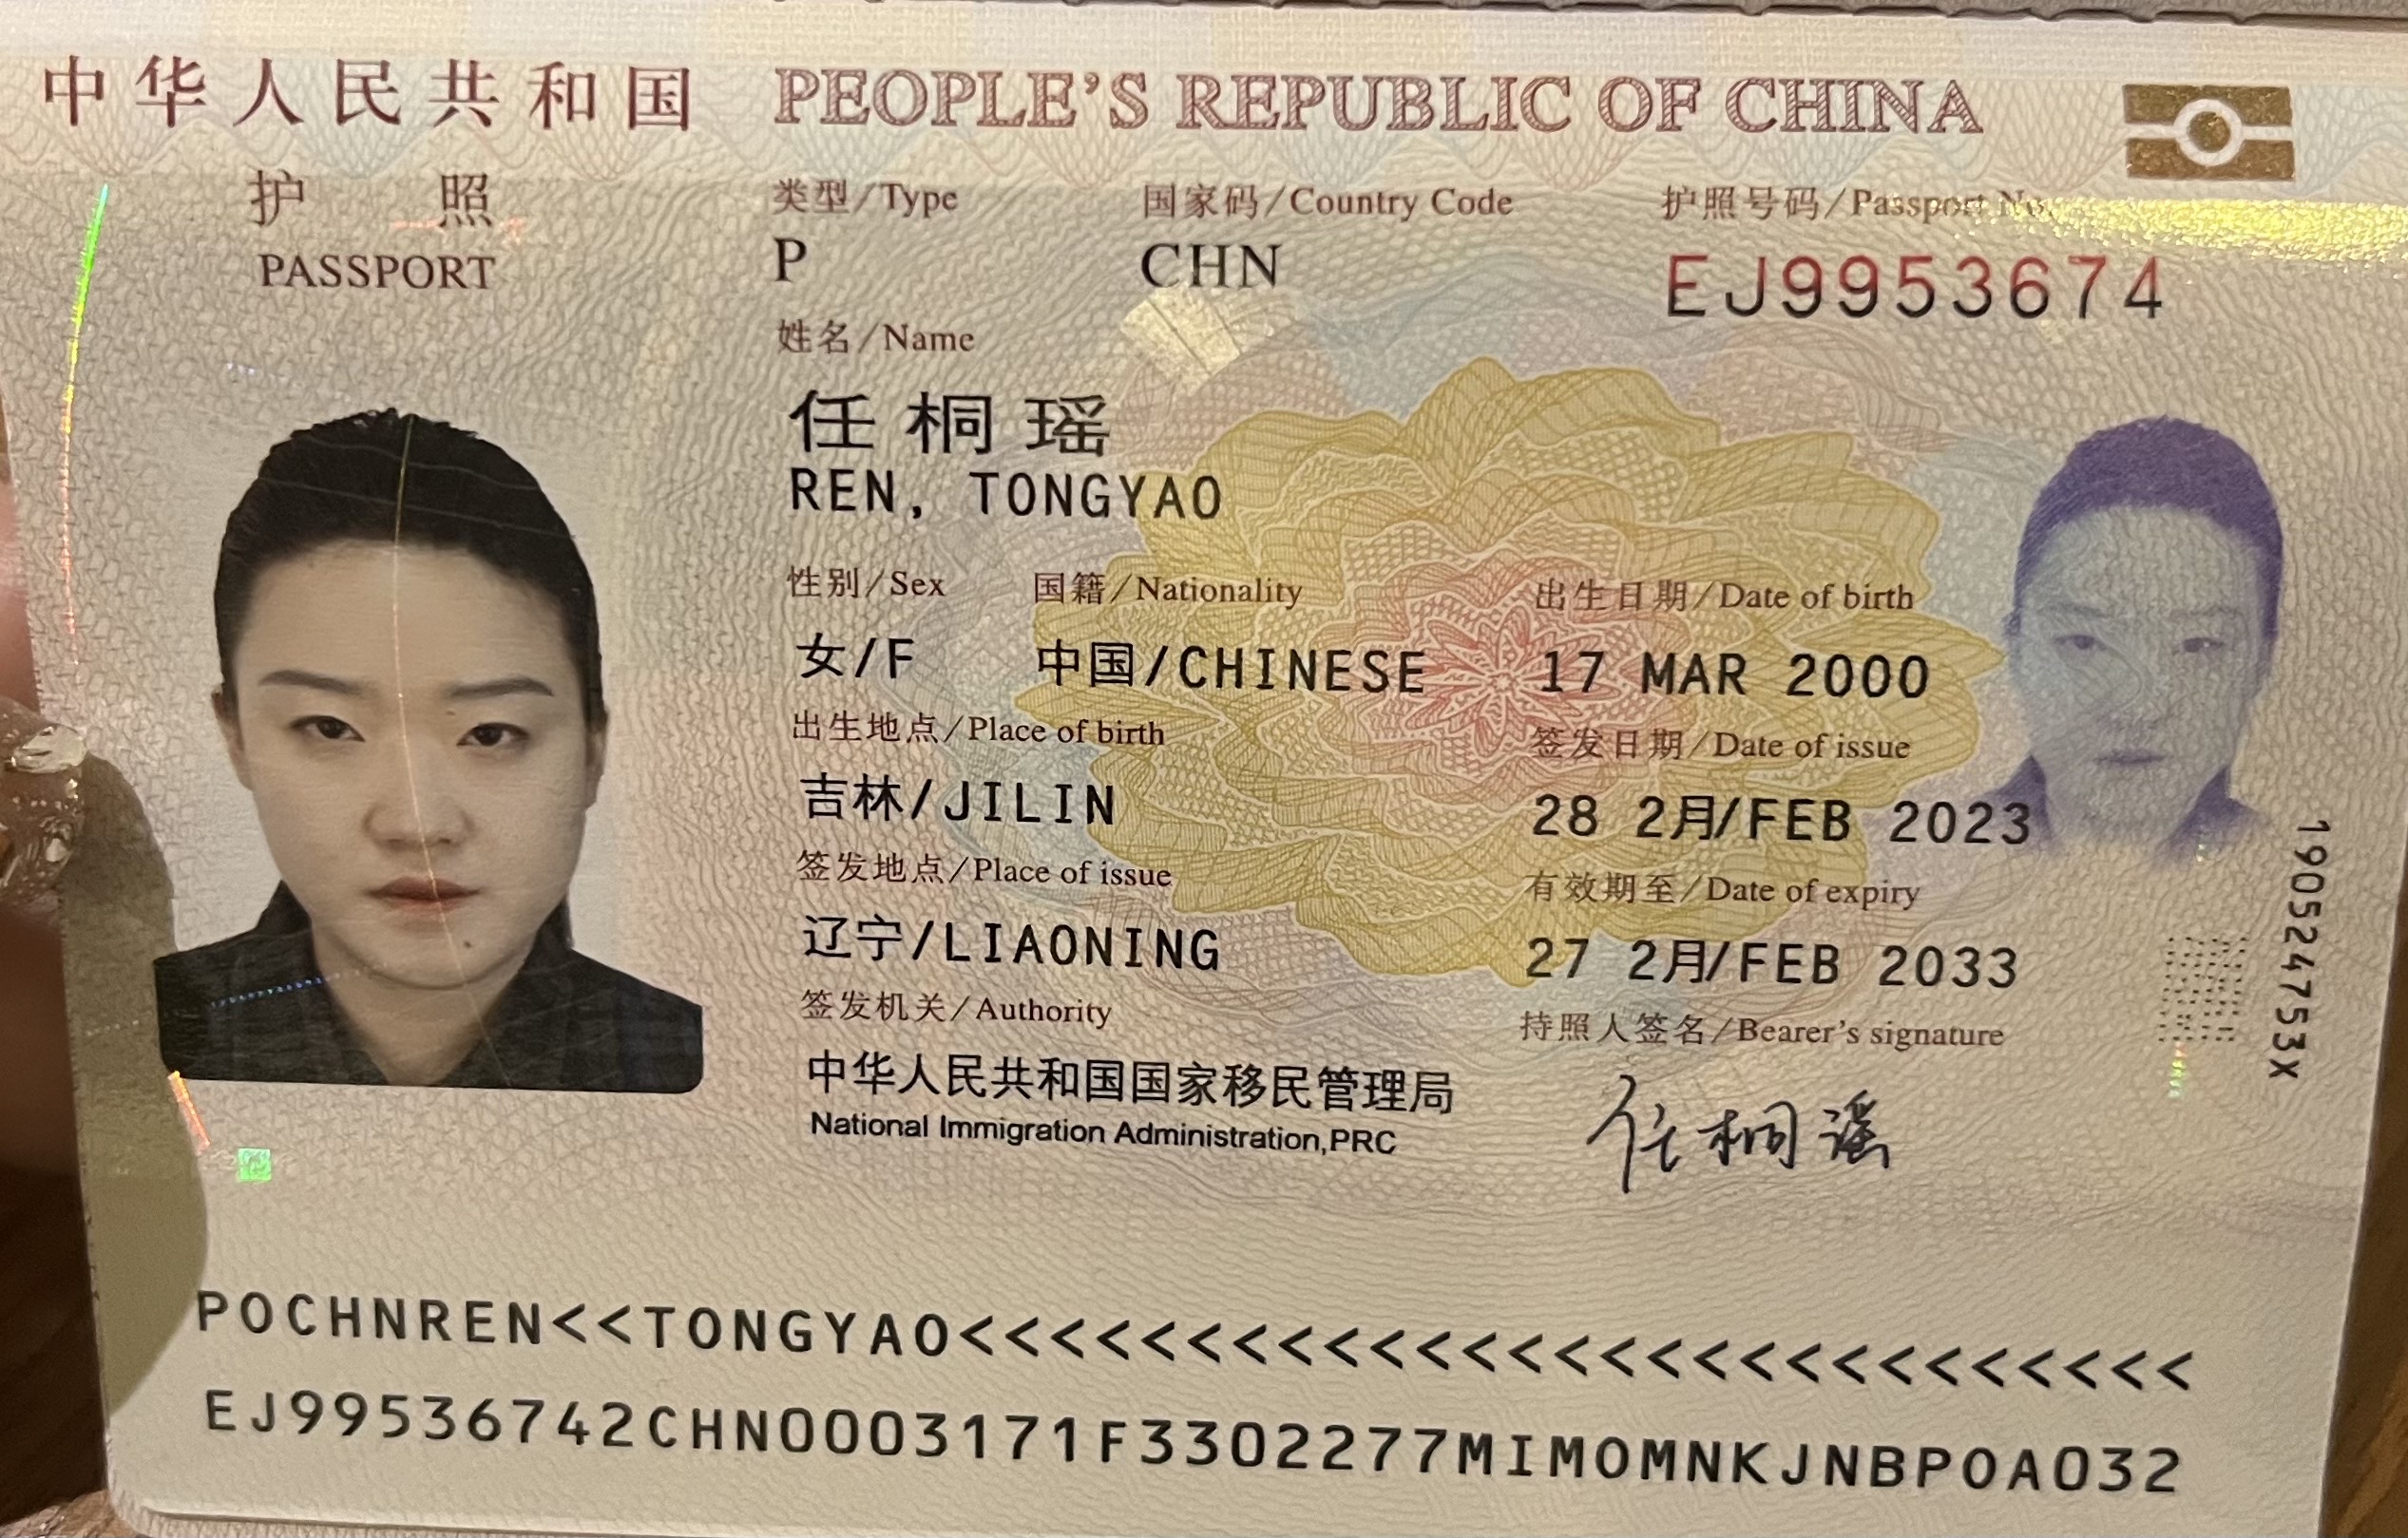 中华人民共和国 PEOPLE'S REPUBLIC OF CHINA
护照
PASSPORT
类型/Type 国家码/Country Code 护照号码/Passport No.
P CHN EJ9953674
姓名/Name
任桐瑶
REN, TONGYAO
性别/Sex 国籍/Nationality 出生日期/Date of birth
女/F 中国/CHINESE 17 MAR 2000
出生地点/Place of birth 签发日期/Date of issue
吉林/JILIN 28 2月/FEB 2023
签发地点/Place of issue 有效期至/Date of expiry
辽宁/LIAONING 27 2月/FEB 2033
签发机关/Authority 持照人签名/Bearer's signature
中华人民共和国国家移民管理局
National Immigration Administration,PRC
任桐瑶
190524753X
POCHNREN<<TONGYAO<<<<<<<<<<<<<<<<<<<<<<<<<<<
EJ99536742CHN0003171F3302277MIMOMNKJNBPOA032